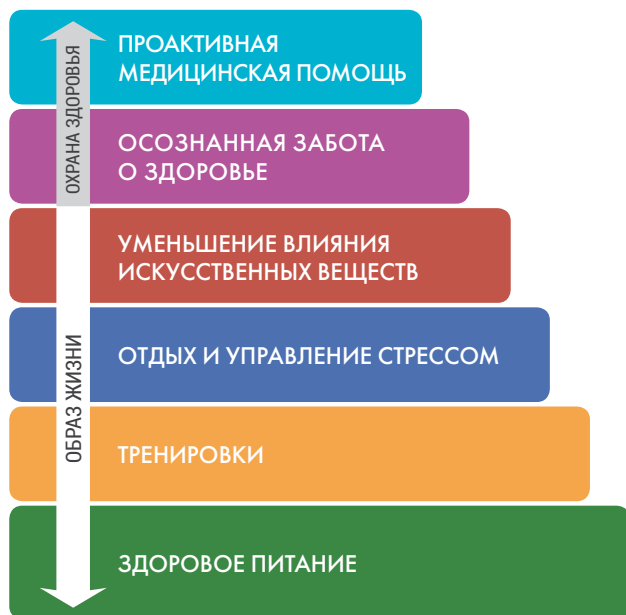 ПРОАКТИВНАЯ
МЕДИЦИНСКАЯ ПОМОЩЬ
ОХРАНА ЗДОРОВЬЯ
ОСОЗНАННАЯ ЗАБОТА
О ЗДОРОВЬЕ
УМЕНЬШЕНИЕ ВЛИЯНИЯ
ИСКУССТВЕННЫХ ВЕЩЕСТВ
ОТДЫХ И УПРАВЛЕНИЕ СТРЕССОМ
ОБРАЗ ЖИЗНИ
ТРЕНИРОВКИ
ЗДОРОВОЕ ПИТАНИЕ